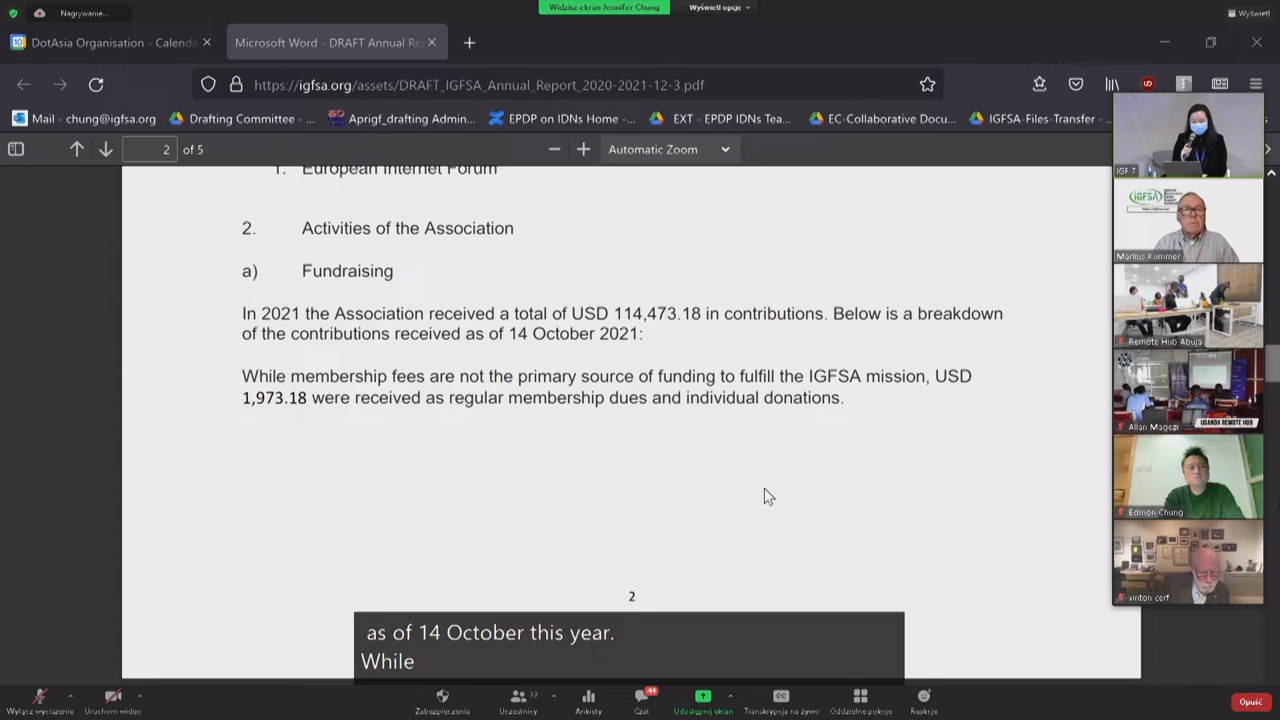 Nagrywanie...
Widzisz ekran Jennifer Chung
Wyświetl opcje
Wyświetl
DotAsia Organisation - Calenda
Microsoft Word - DRAFT Annual Re
https://igfsa.org/assets/DRAFT_IGFSA_Annual_Report_2020-2021-12-3.pdf
Mail - chung@igfsa.org
Drafting Committee - ...
Aprigf_drafting Admin...
EPDP on IDNs Home - ...
EXT - EPDP IDNs Tea...
EC-Collaborative Docu...
IGFSA-Files-Transfer - ...
2 of 5
Automatic Zoom
1. European Internet Forum
2. Activities of the Association
a) Fundraising
In 2021 the Association received a total of USD 114,473.18 in contributions. Below is a breakdown
of the contributions received as of 14 October 2021:
While membership fees are not the primary source of funding to fulfill the IGFSA mission, USD
1,973.18 were received as regular membership dues and individual donations.
2
as of 14 October this year.
While
IGF 7
IGFSA
Markus Kummer
Remote Hub Abuja
Allan Magezi
UGANDA REMOTE HUB
Edmon Chung
vinton cerf
Wyłącz wyciszenie
Uruchom wideo
Zabezpieczenia
Uczestnicy
Ankiety
44
Czat
Udostępnij ekran
CC
Transkrypcja na żywo
Oddzielne pokoje
Reakcje
Opuść